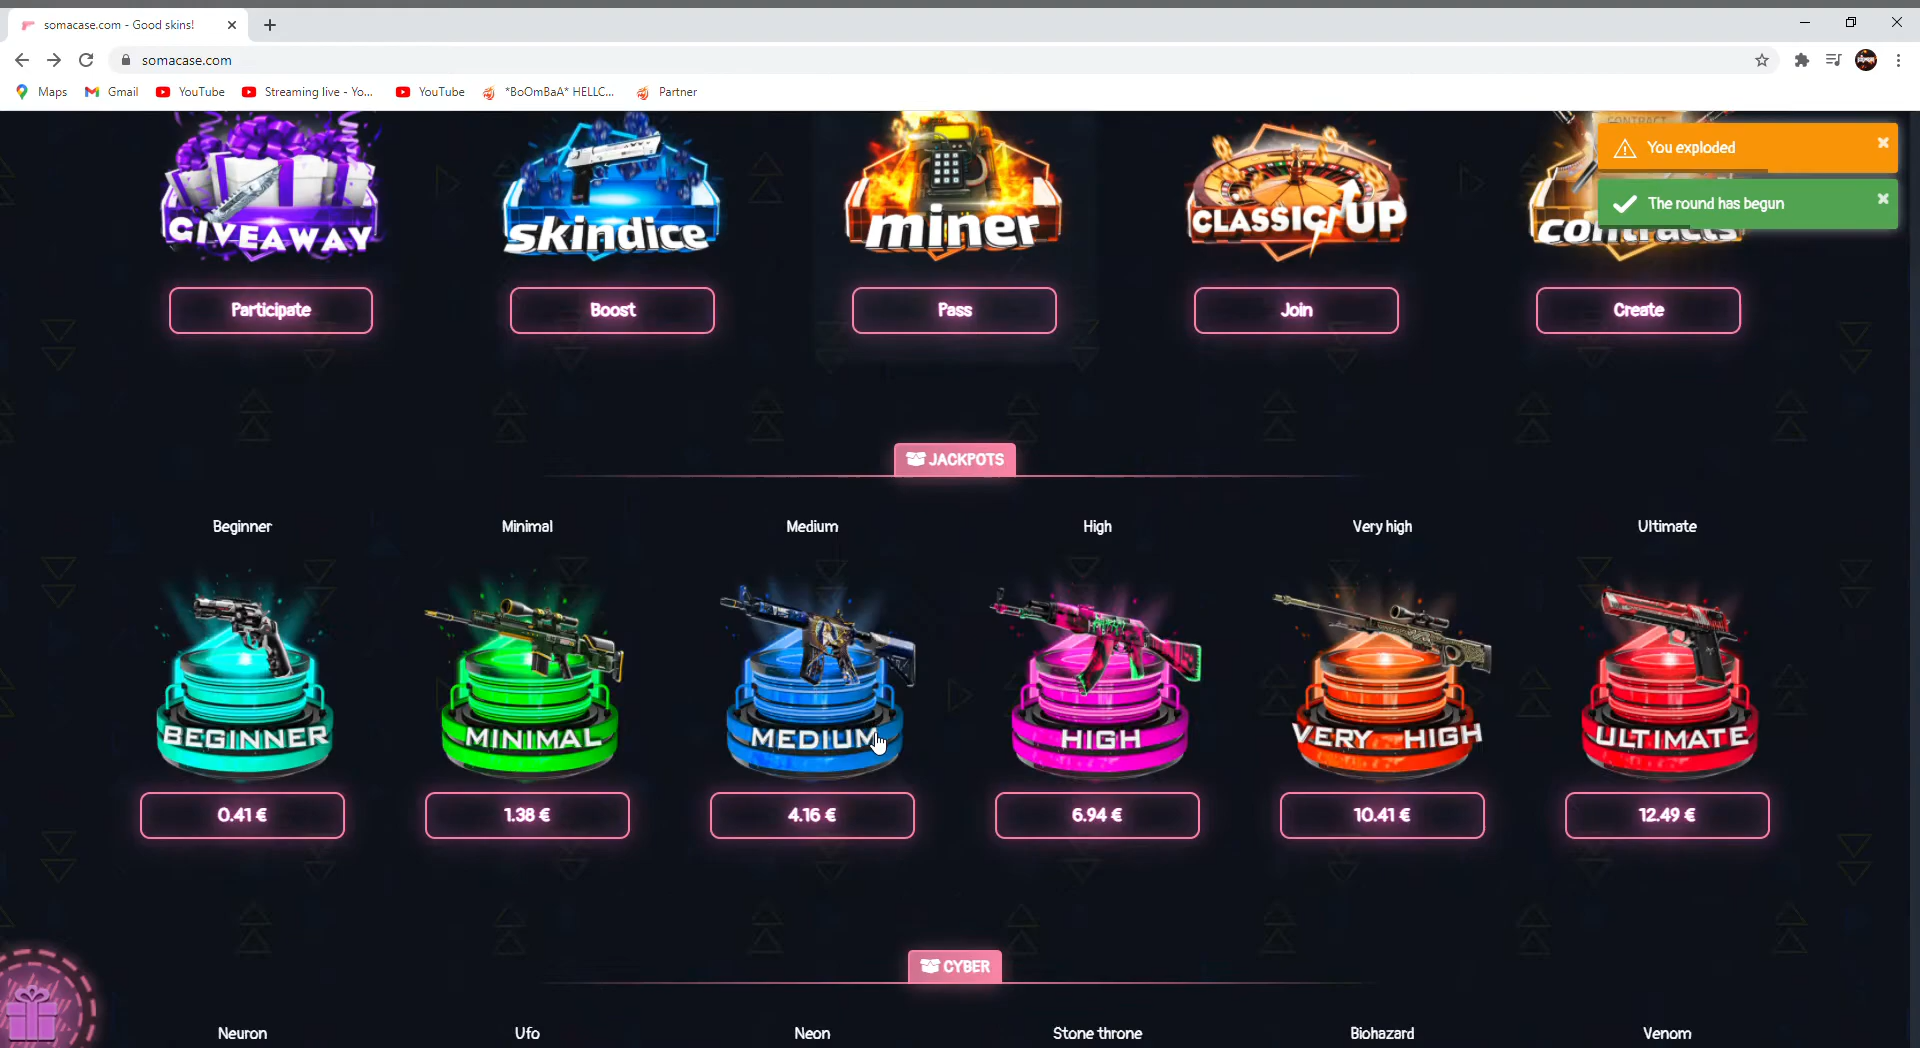 somacase.com - Good skins!
somacase.com
Maps Gmail YouTube Streaming live - Yo... YouTube *BoOmBaA* HELLC... Partner
CONTRACT
You exploded
The round has begun
GIVEAWAY skindice miner CLASSIC/UP contracts
Participate Boost Pass Join Create
JACKPOTS
Beginner Minimal Medium High Very high Ultimate
BEGINNER MINIMAL MEDIUM HIGH VERY HIGH ULTIMATE
0.41 € 1.38 € 4.16 € 6.94 € 10.41 € 12.49 €
CYBER
Neuron Ufo Neon Stone throne Biohazard Venom